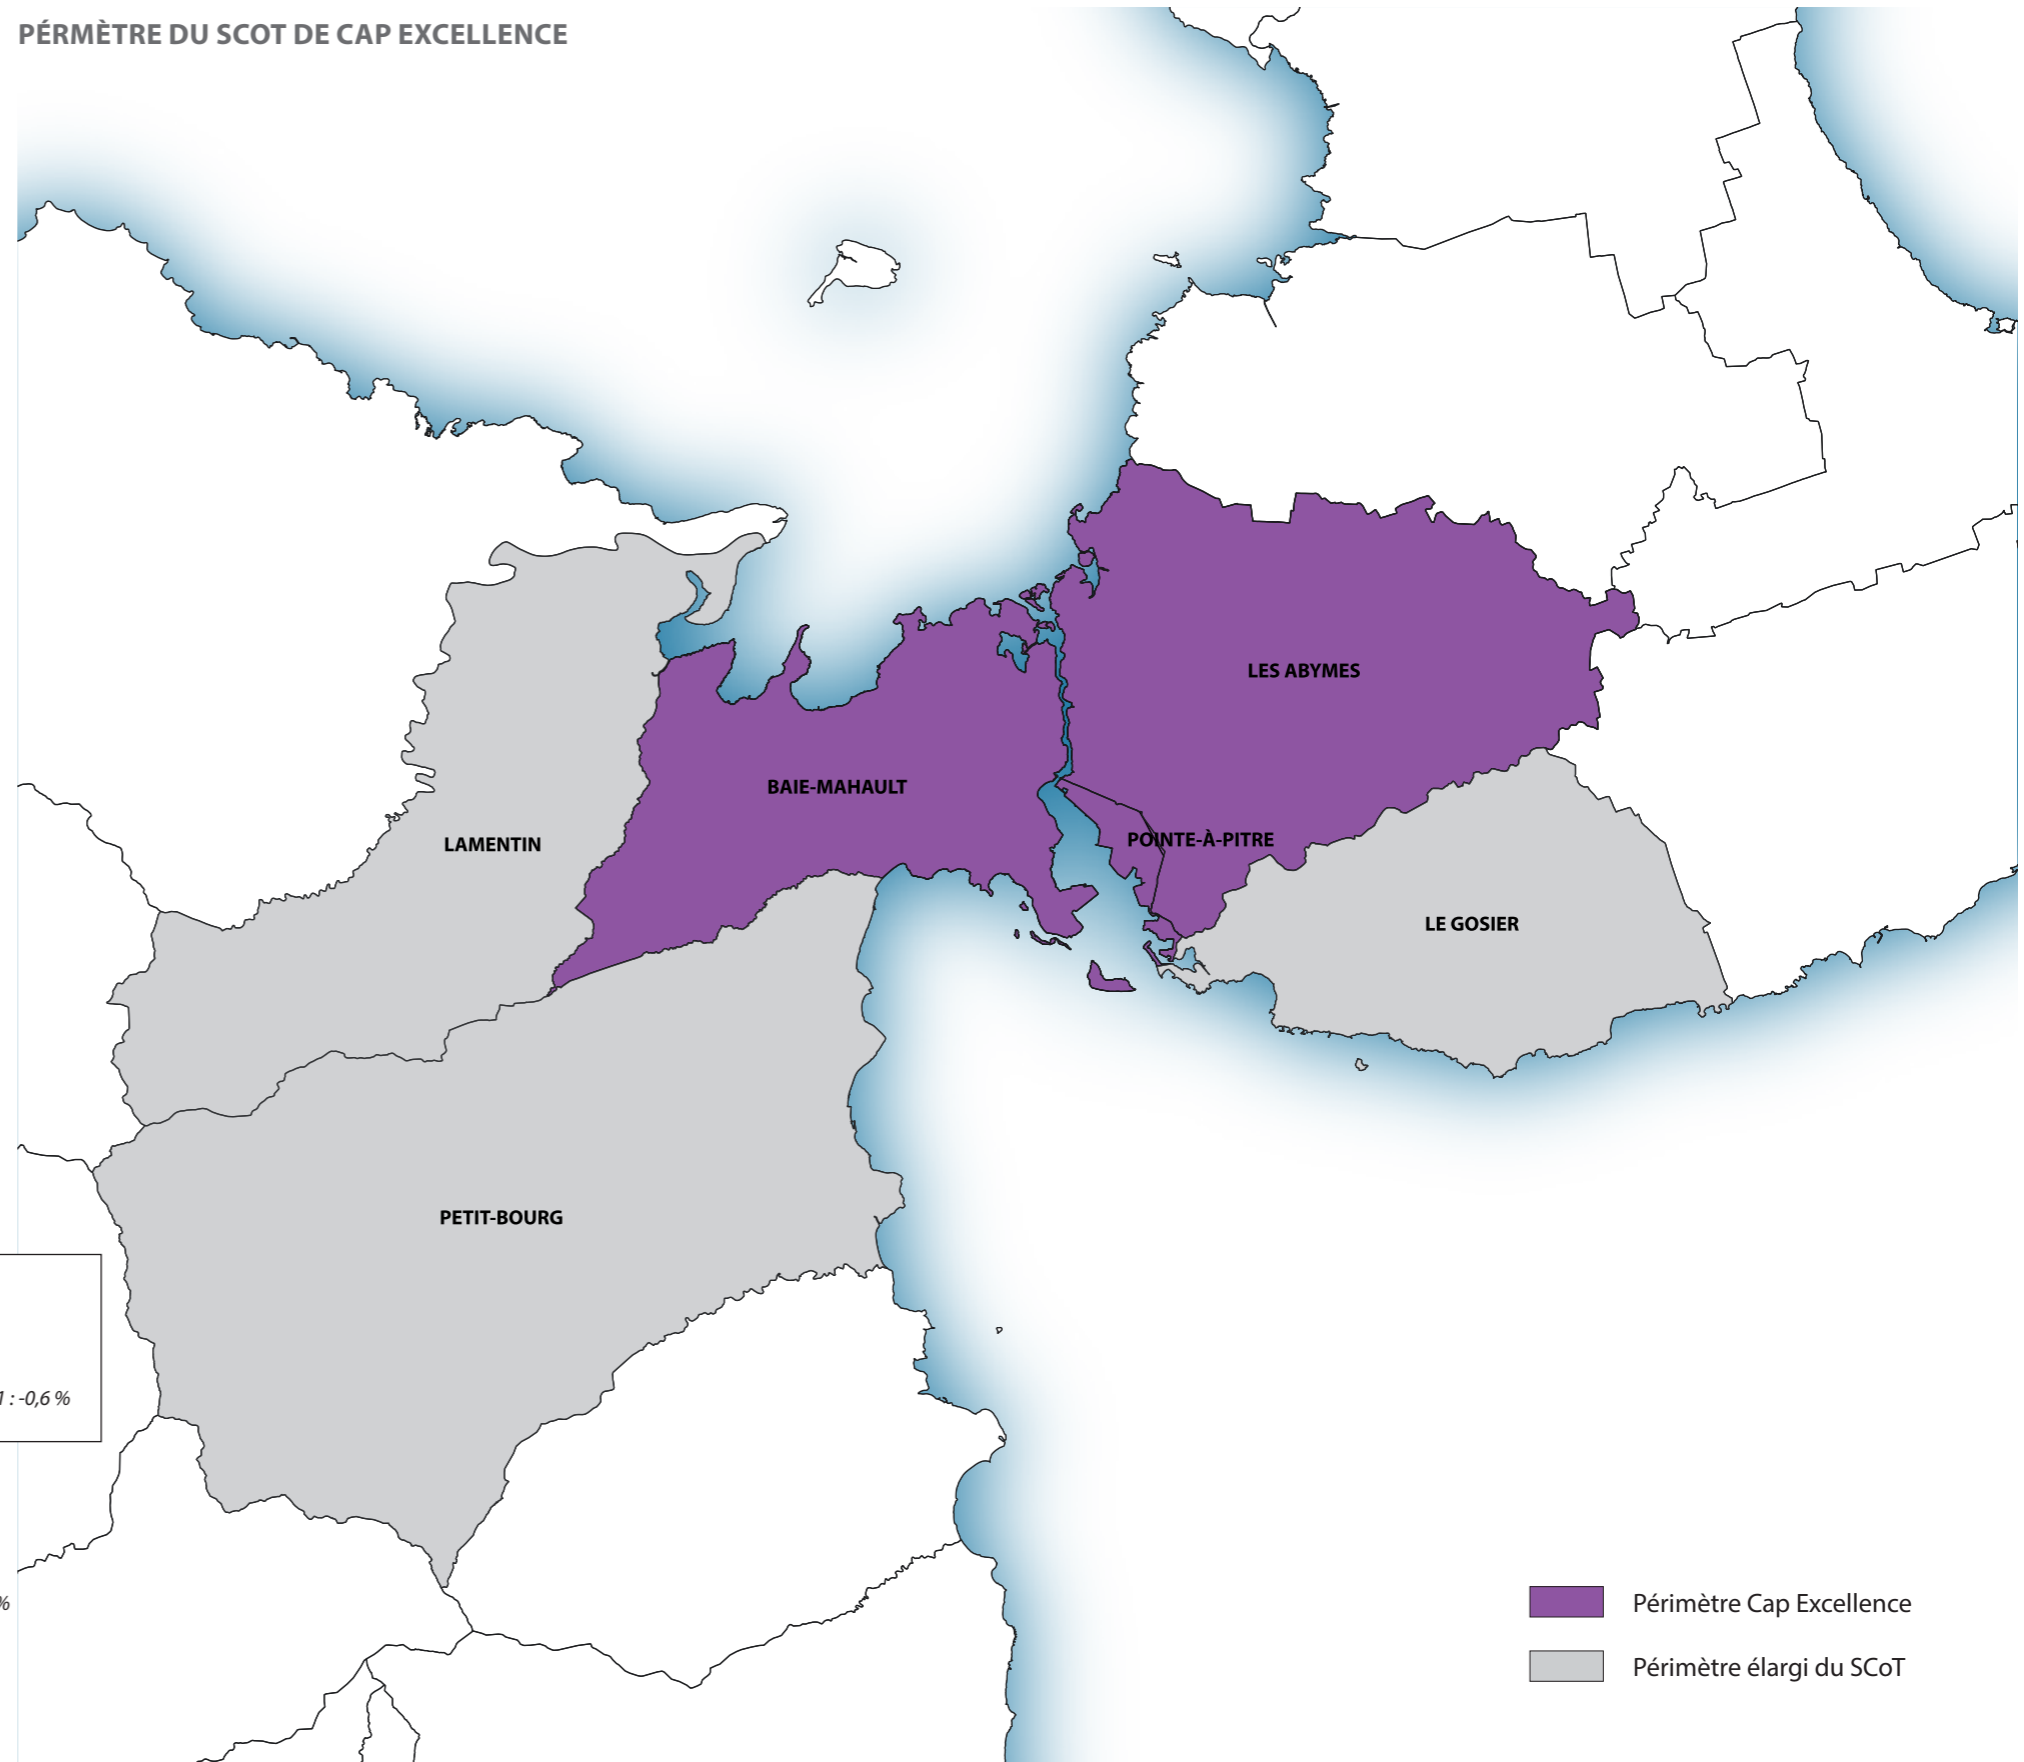 PÉRMÈTRE DU SCOT DE CAP EXCELLENCE
LES ABYMES
BAIE-MAHAULT
POINTE-À-PITRE
LAMENTIN
LE GOSIER
PETIT-BOURG
1 : -0,6 %
%
Périmètre Cap Excellence
Périmètre élargi du SCoT